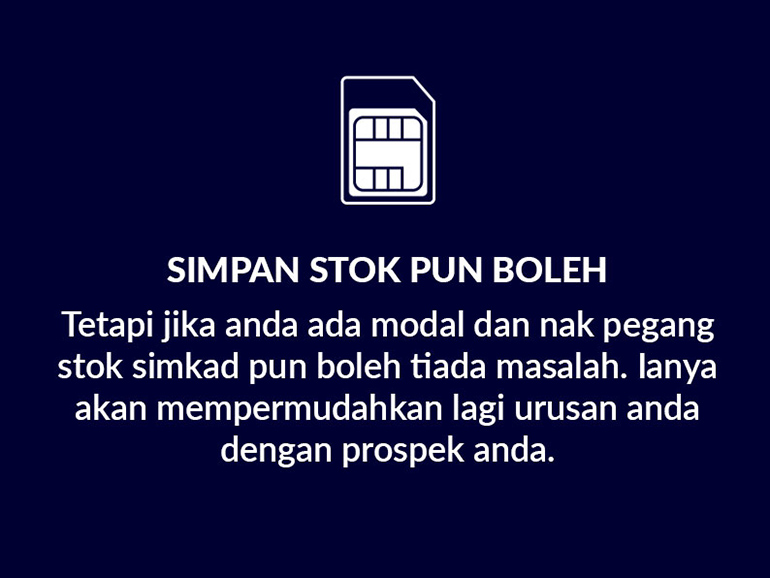 SIMPAN STOK PUN BOLEH
Tetapi jika anda ada modal dan nak pegang
stok simkad pun boleh tiada masalah. Ianya
akan mempermudahkan lagi urusan anda
dengan prospek anda.